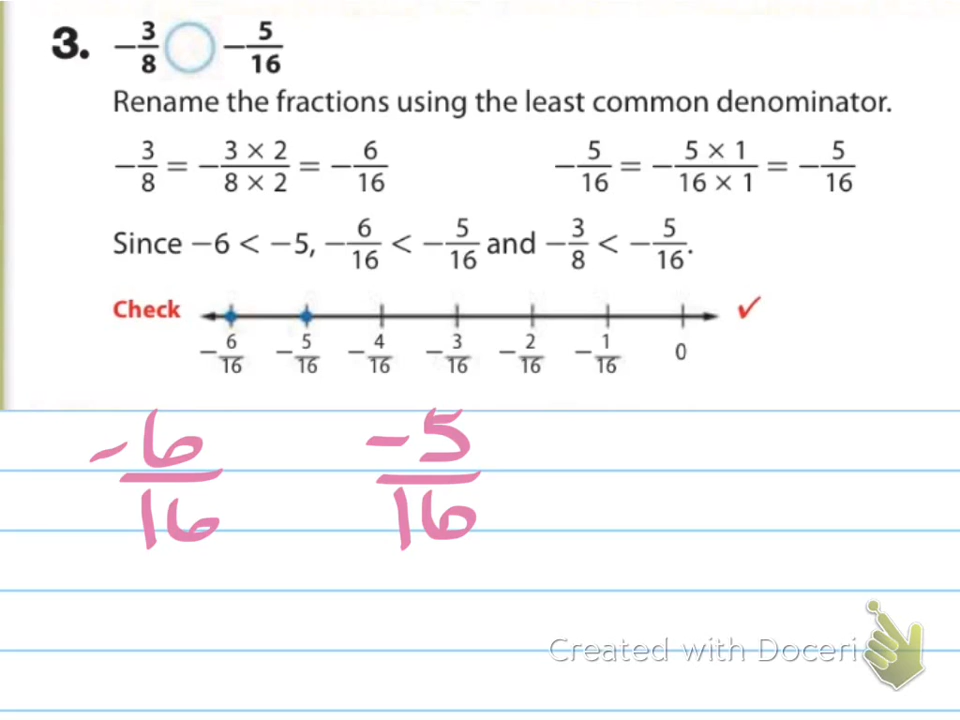 3. −3/8 ◯ −5/16
Rename the fractions using the least common denominator.
−3/8 = −(3 × 2)/(8 × 2) = −6/16    −5/16 = −(5 × 1)/(16 × 1) = −5/16
Since −6 < −5, −6/16 < −5/16 and −3/8 < −5/16.
Check ✓
−6/16 −5/16 −4/16 −3/16 −2/16 −1/16 0
−6/16    −5/16
Created with Doceri